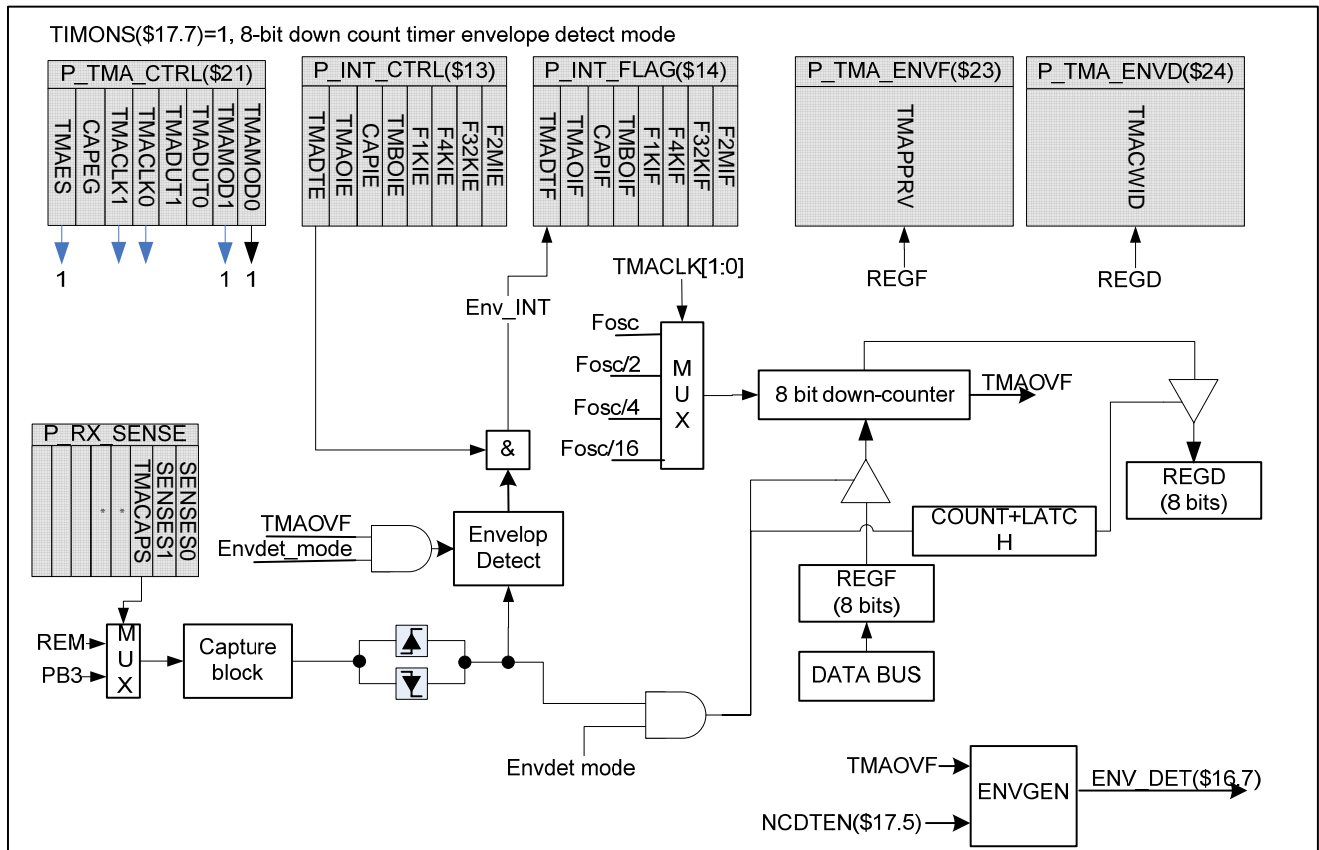 TIMONS($17.7)=1, 8-bit down count timer envelope detect mode
P_TMA_CTRL($21)
TMAES
CAPEG
TMACLK1
TMACLK0
TMADUT1
TMADUT0
TMAMOD1
TMAMOD0
1
1
1
P_INT_CTRL($13)
TMADTE
TMAOIE
CAPIE
TMBOIE
F1KIE
F4KIE
F32KIE
F2MIE
P_INT_FLAG($14)
TMADTF
TMAOIF
CAPIF
TMBOIF
F1KIF
F4KIF
F32KIF
F2MIF
P_TMA_ENVF($23)
TMAPPRV
REGF
P_TMA_ENVD($24)
TMACWID
REGD
Env_INT
TMACLK[1:0]
Fosc
Fosc/2
Fosc/4
Fosc/16
M
U
X
8 bit down-counter
TMAOVF
REGD
(8 bits)
P_RX_SENSE
*
*
TMACAPS
SENSES1
SENSES0
&
TMAOVF
Envdet_mode
Envelop
Detect
COUNT+LATC
H
REGF
(8 bits)
DATA BUS
REM
PB3
M
U
X
Capture
block
Envdet mode
TMAOVF
NCDTEN($17.5)
ENVGEN
ENV_DET($16.7)